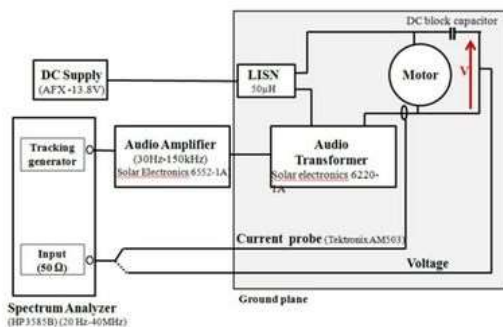 DC block capacitor
DC Supply
(AFX-13.8V)
LISN
50µH
Motor
V
Tracking
generator
Audio Amplifier
(30Hz-150kHz)
Solar Electronics 6552-1A
Audio
Transformer
Solar electronics 6220-
1A
Input
(50 Ω)
Current probe (Tektronix AM503)
Voltage
Ground plane
Spectrum Analyzer
(HP3585B) (20 Hz-40MHz)